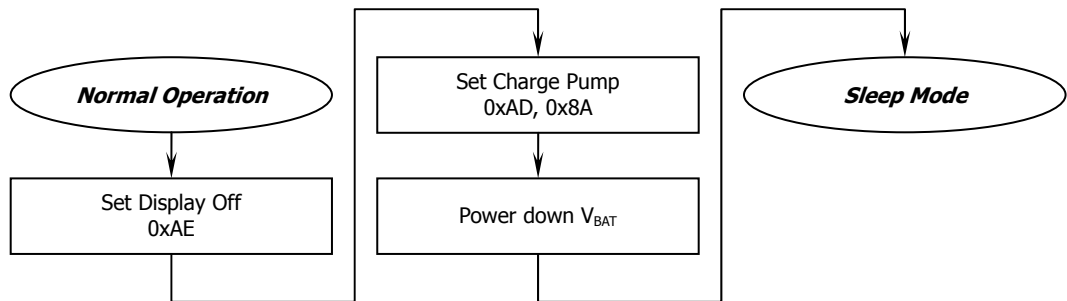 Normal Operation
Set Display Off
0xAE
Set Charge Pump
0xAD, 0x8A
Power down VBAT
Sleep Mode